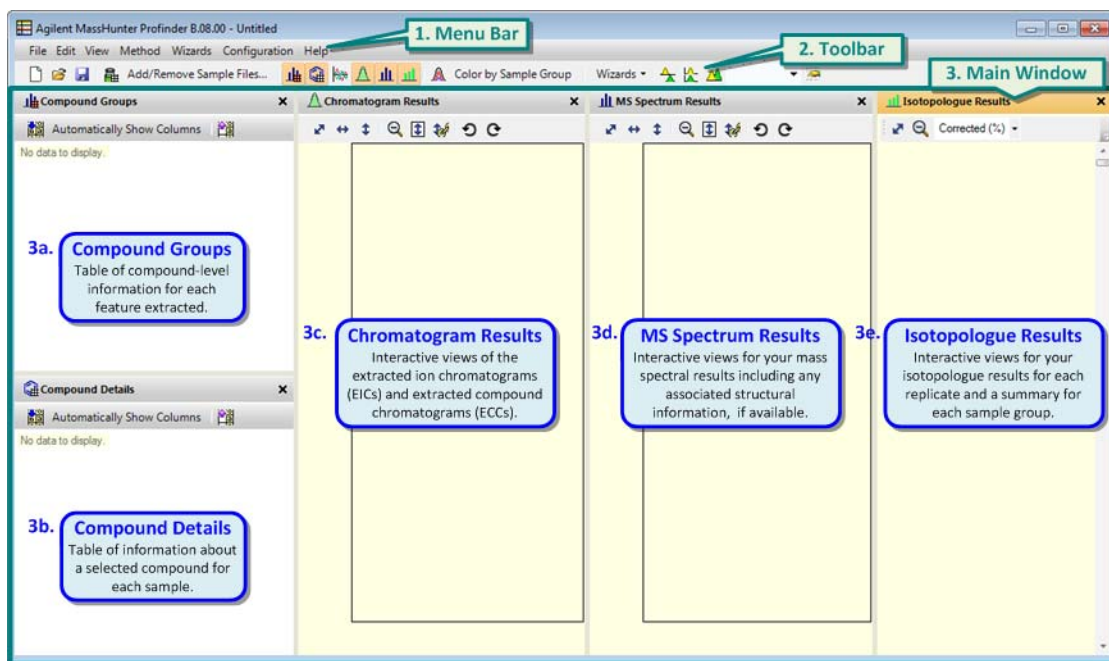 Agilent MassHunter Profinder B.08.00 - Untitled
File Edit View Method Wizards Configuration Help
1. Menu Bar
2. Toolbar
Add/Remove Sample Files...
Color by Sample Group
Wizards
3. Main Window
Compound Groups
Automatically Show Columns
No data to display.
3a.
Compound Groups
Table of compound-level
information for each
feature extracted.
Compound Details
Automatically Show Columns
No data to display.
3b.
Compound Details
Table of information about
a selected compound for
each sample.
Chromatogram Results
3c.
Chromatogram Results
Interactive views of the
extracted ion chromatograms
(EICs) and extracted compound
chromatograms (ECCs).
MS Spectrum Results
3d.
MS Spectrum Results
Interactive views for your mass
spectral results including any
associated structural
information, if available.
Isotopologue Results
Corrected (%)
3e.
Isotopologue Results
Interactive views for your
isotopologue results for each
replicate and a summary for
each sample group.